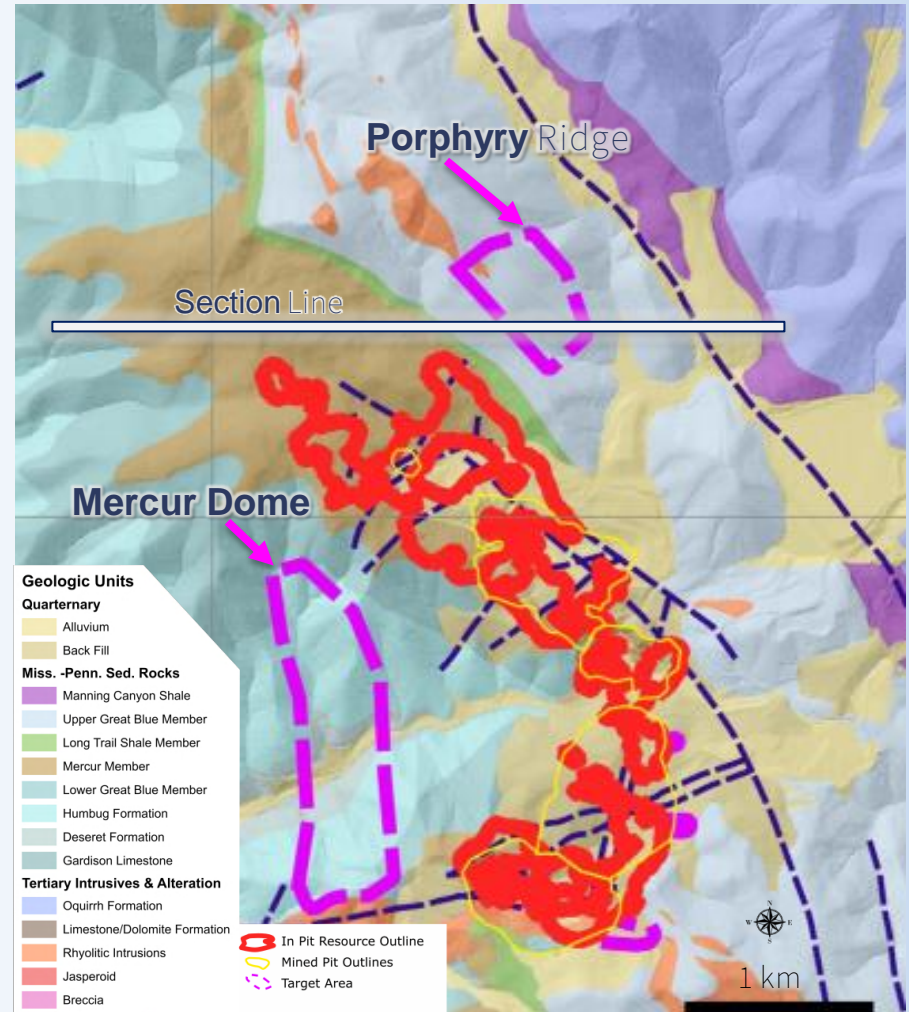 Porphyry Ridge
Section Line
Mercur Dome
Geologic Units
Quarternary
Alluvium
Back Fill
Miss. -Penn. Sed. Rocks
Manning Canyon Shale
Upper Great Blue Member
Long Trail Shale Member
Mercur Member
Lower Great Blue Member
Humbug Formation
Deseret Formation
Gardison Limestone
Tertiary Intrusives & Alteration
Oquirrh Formation
Limestone/Dolomite Formation
Rhyolitic Intrusions
Jasperoid
Breccia
In Pit Resource Outline
Mined Pit Outlines
Target Area
N
W E
S
1 km